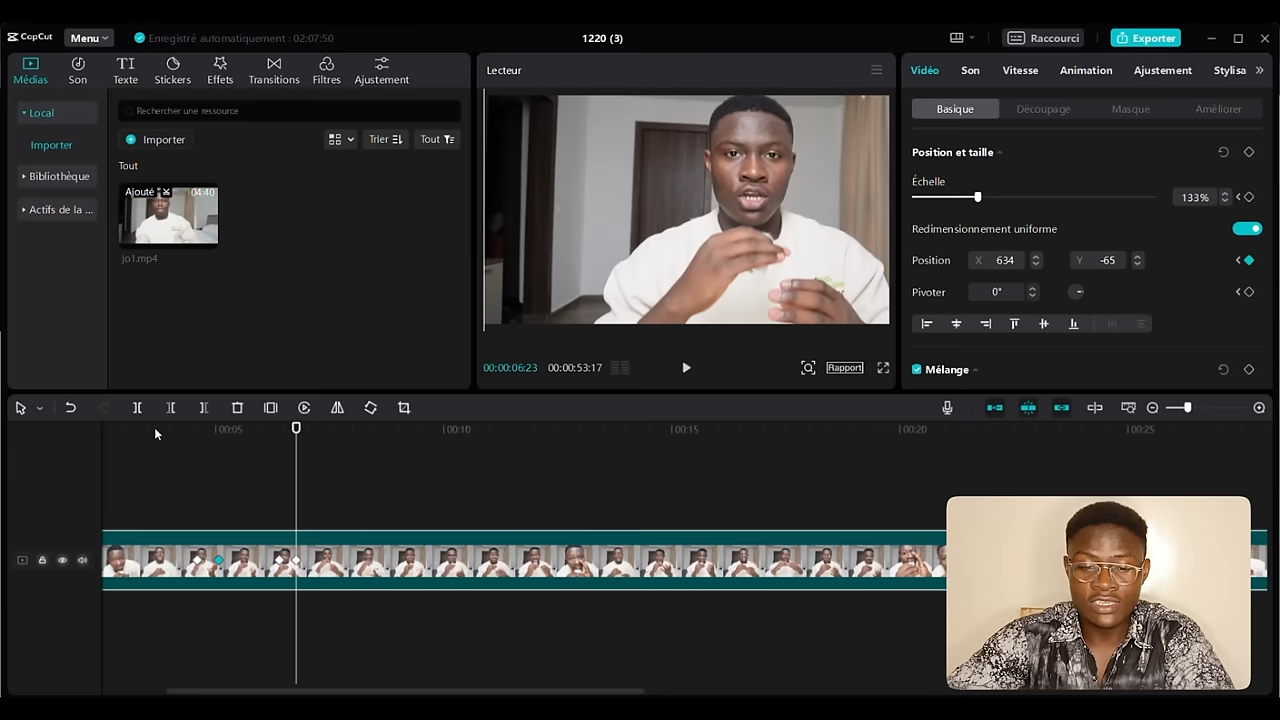 CapCut
Menu
Enregistré automatiquement : 02:07:50
1220 (3)
Raccourci
Exporter
Médias
Son
Texte
Stickers
Effets
Transitions
Filtres
Ajustement
Local
Importer
Bibliothèque
Actifs de la ...
Rechercher une ressource
Importer
Trier
Tout
Tout
Ajouté
04:40
jo1.mp4
Lecteur
00:00:06:23
00:00:53:17
Rapport
Vidéo
Son
Vitesse
Animation
Ajustement
Stylisa
Basique
Découpage
Masque
Améliorer
Position et taille
Échelle
133%
Redimensionnement uniforme
Position
X 634
Y -65
Pivoter
0°
Mélange
00:05
00:10
00:15
00:20
00:25